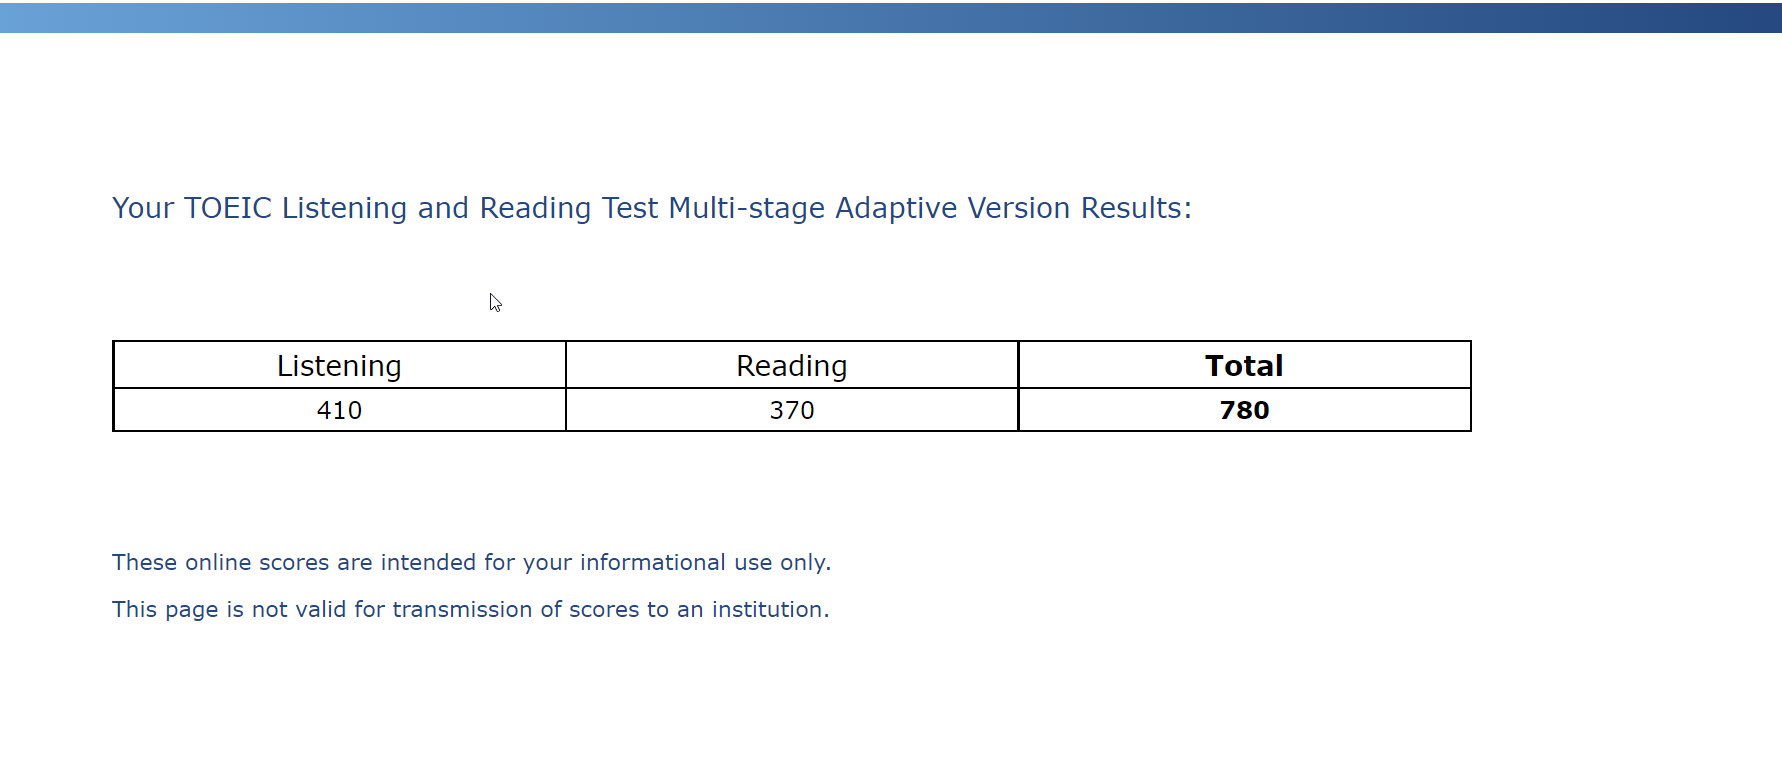 Your TOEIC Listening and Reading Test Multi-stage Adaptive Version Results:
Listening Reading Total
410 370 780
These online scores are intended for your informational use only.
This page is not valid for transmission of scores to an institution.